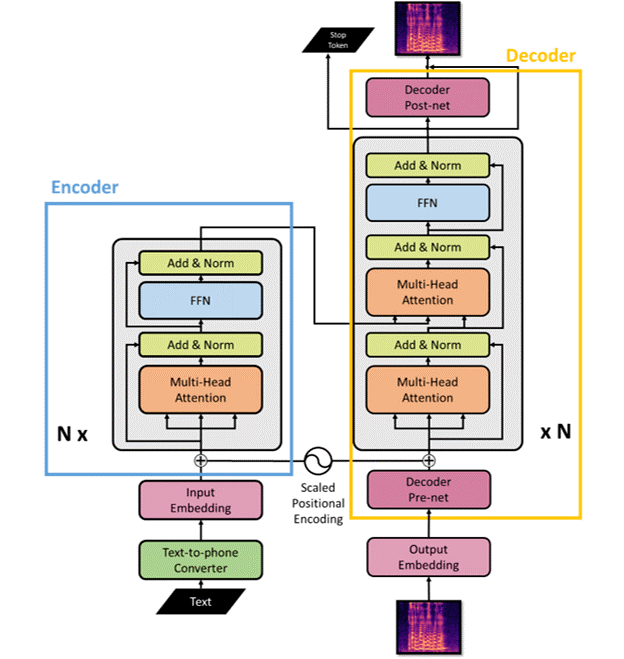 Stop
Token
Decoder
Decoder
Post-net
Add & Norm
FFN
Add & Norm
Multi-Head
Attention
Add & Norm
Multi-Head
Attention
x N
Decoder
Pre-net
Output
Embedding
Encoder
Add & Norm
FFN
Add & Norm
Multi-Head
Attention
N x
Scaled
Positional
Encoding
Input
Embedding
Text-to-phone
Converter
Text